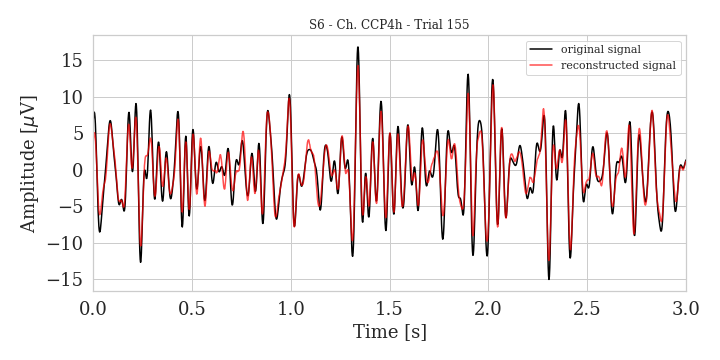 S6 - Ch. CCP4h - Trial 155
original signal
reconstructed signal
Amplitude [μV]
15
10
5
0
−5
−10
−15
0.0 0.5 1.0 1.5 2.0 2.5 3.0
Time [s]